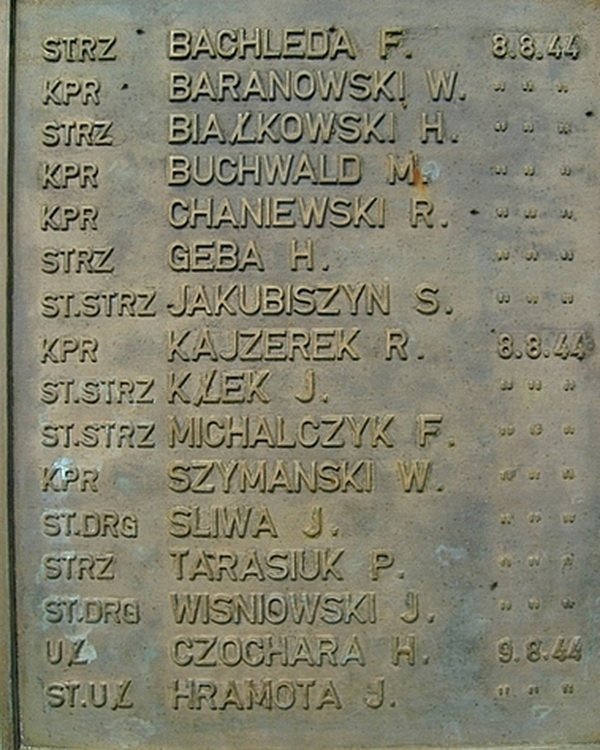 STRZ BACHLEDA F. 8.8.44
KPR BARANOWSKI W. " " "
STRZ BIAŁKOWSKI H. " " "
KPR BUCHWALD M. " " "
KPR CHANIEWSKI R. " " "
STRZ GEBA H. " " "
ST.STRZ JAKUBISZYN S. " " "
KPR KAJZEREK R. 8.8.44
ST.STRZ KŁEK J. " " "
ST.STRZ MICHALCZYK F. " " "
KPR SZYMANSKI W. " " "
ST.DRG SLIWA J. " " "
STRZ TARASIUK P. " " "
ST.DRG WISNIOWSKI J. " " "
UŁ CZOCHARA H. 9.8.44
ST.UŁ HRAMOTA J. " " "